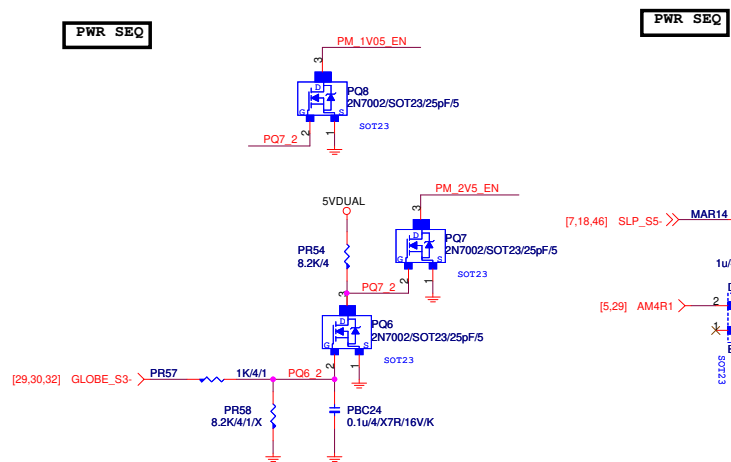 PWR SEQ
PWR SEQ
PM_1V05_EN
3
D
G
S
PQ8
2N7002/SOT23/25pF/5
SOT23
2
1
PQ7_2
5VDUAL
PR54
8.2K/4
PM_2V5_EN
3
D
G
S
PQ7
2N7002/SOT23/25pF/5
SOT23
2
1
PQ7_2
3
D
G
S
PQ6
2N7002/SOT23/25pF/5
SOT23
2
1
[29,30,32] GLOBE_S3- PR57 1K/4/1 PQ6_2
PR58
8.2K/4/1/X
PBC24
0.1u/4/X7R/16V/K
[7,18,46] SLP_S5- MAR14
1u/
[5,29] AM4R1 2
1
SOT23